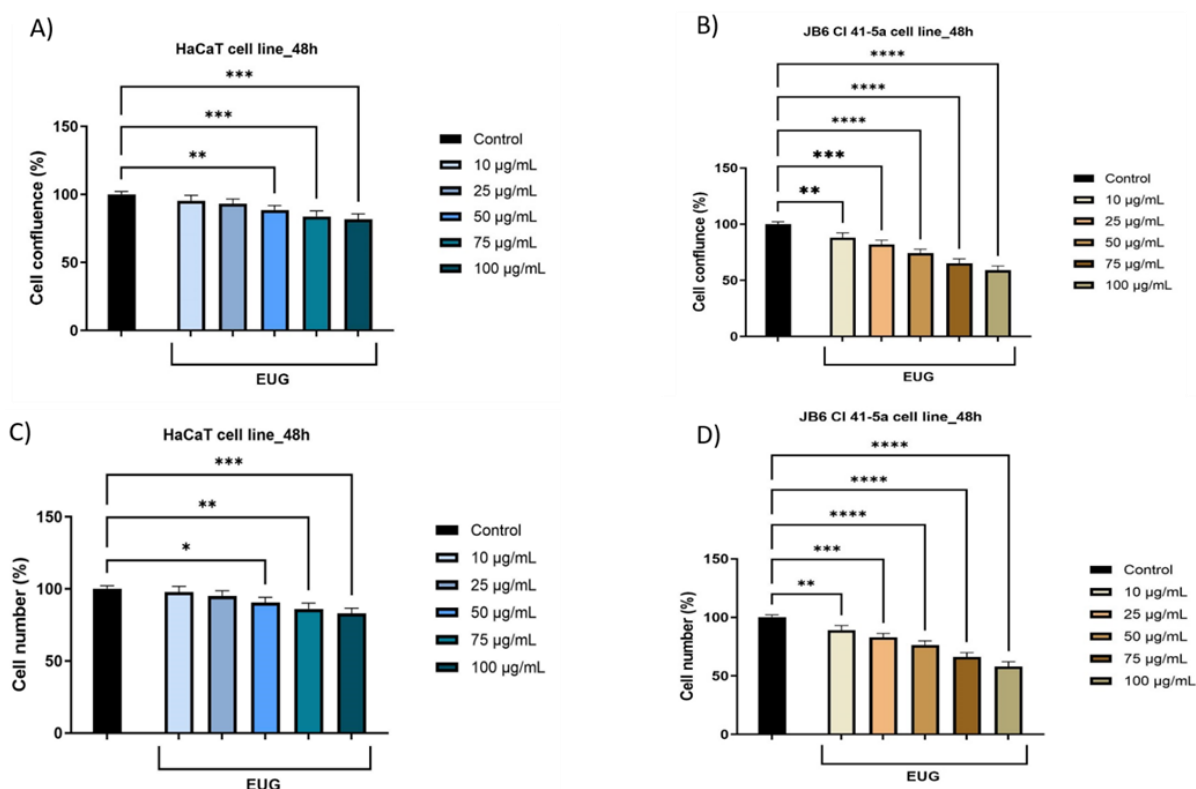 A)
HaCaT cell line_48h
***
***
**
150
100
50
0
Cell confluence (%)
EUG
Control
10 µg/mL
25 µg/mL
50 µg/mL
75 µg/mL
100 µg/mL
B)
JB6 Cl 41-5a cell line_48h
****
****
****
***
**
150
100
50
0
Cell conflunce (%)
EUG
Control
10 µg/mL
25 µg/mL
50 µg/mL
75 µg/mL
100 µg/mL
C)
HaCaT cell line_48h
***
**
*
150
100
50
0
Cell number (%)
EUG
Control
10 µg/mL
25 µg/mL
50 µg/mL
75 µg/mL
100 µg/mL
D)
JB6 Cl 41-5a cell line_48h
****
****
****
***
**
150
100
50
0
Cell number (%)
EUG
Control
10 µg/mL
25 µg/mL
50 µg/mL
75 µg/mL
100 µg/mL